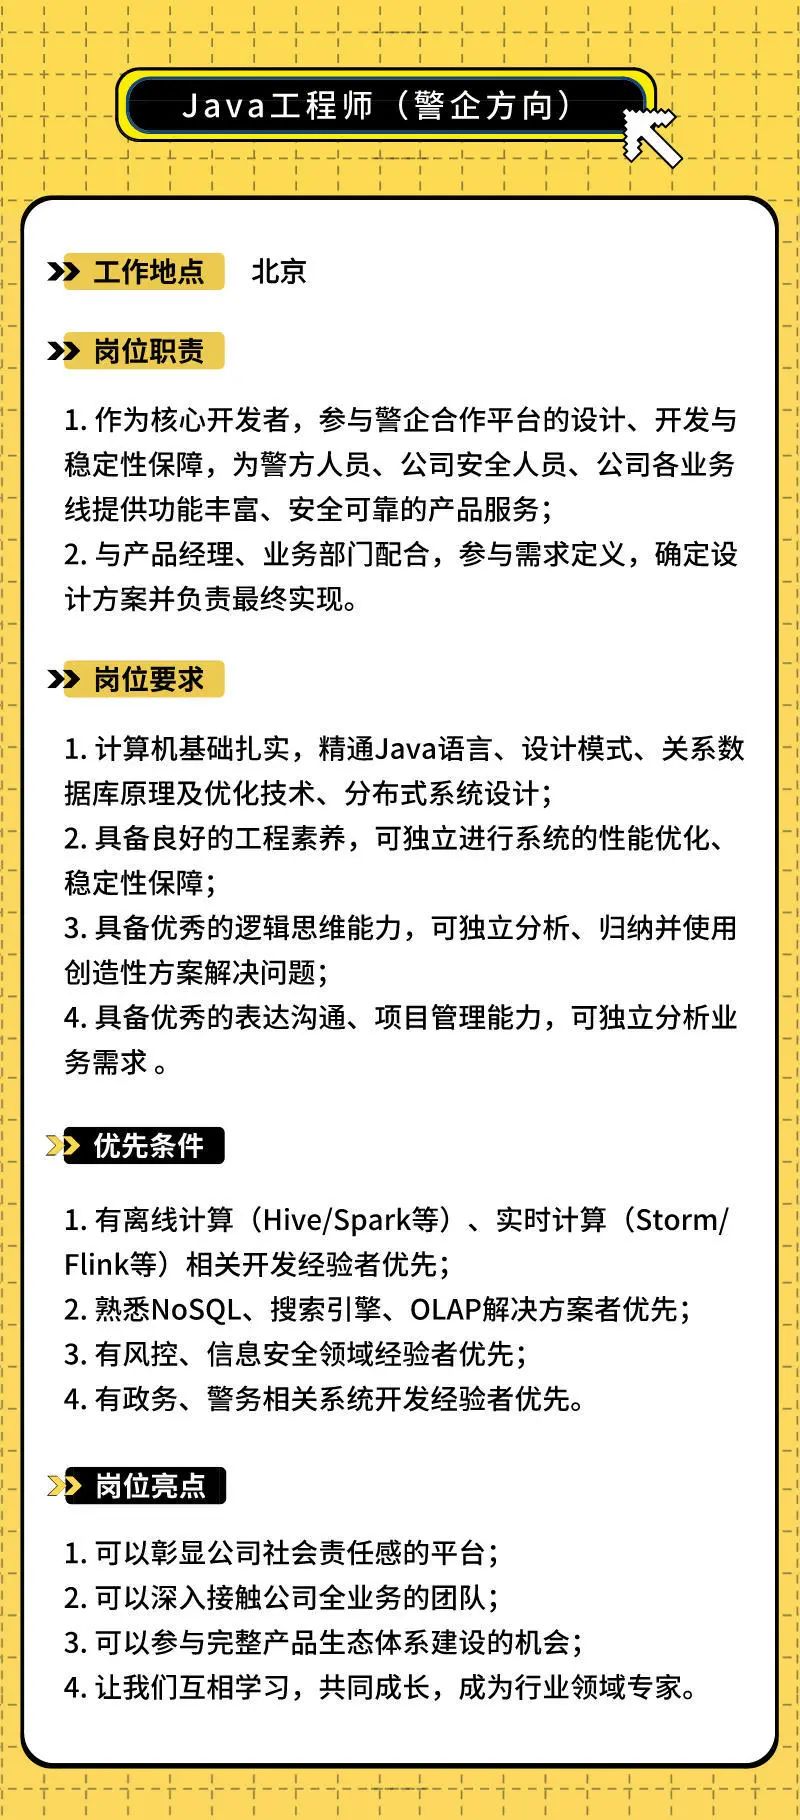 Java工程师（警企方向）
工作地点 北京
岗位职责
1. 作为核心开发者，参与警企合作平台的设计、开发与
稳定性保障，为警方人员、公司安全人员、公司各业务
线提供功能丰富、安全可靠的产品服务；
2. 与产品经理、业务部门配合，参与需求定义，确定设
计方案并负责最终实现。
岗位要求
1. 计算机基础扎实，精通Java语言、设计模式、关系数
据库原理及优化技术、分布式系统设计；
2. 具备良好的工程素养，可独立进行系统的性能优化、
稳定性保障；
3. 具备优秀的逻辑思维能力，可独立分析、归纳并使用
创造性方案解决问题；
4. 具备优秀的表达沟通、项目管理能力，可独立分析业
务需求 。
优先条件
1. 有离线计算（Hive/Spark等）、实时计算（Storm/
Flink等）相关开发经验者优先；
2. 熟悉NoSQL、搜索引擎、OLAP解决方案者优先；
3. 有风控、信息安全领域经验者优先；
4. 有政务、警务相关系统开发经验者优先。
岗位亮点
1. 可以彰显公司社会责任感的平台；
2. 可以深入接触公司全业务的团队；
3. 可以参与完整产品生态体系建设的机会；
4. 让我们互相学习，共同成长，成为行业领域专家。